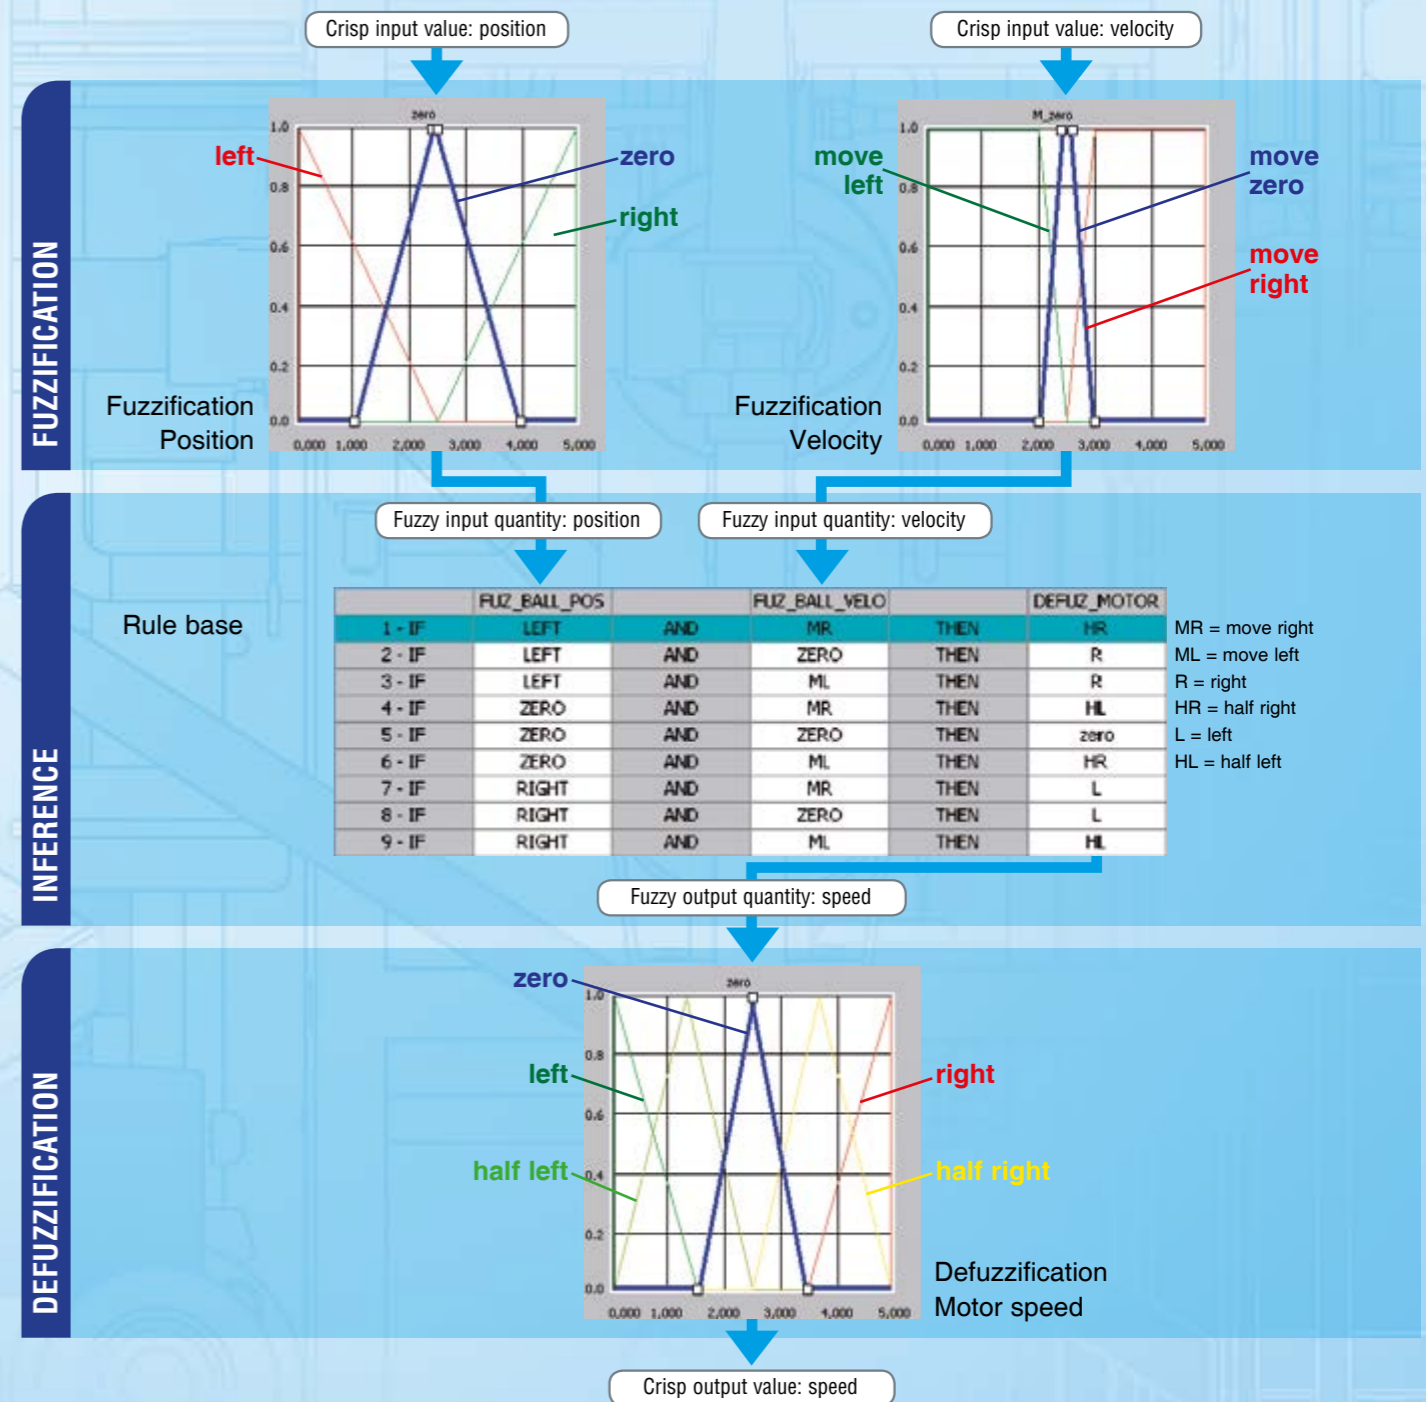 Crisp input value: position
Crisp input value: velocity
FUZZIFICATION
zero
1.0
0.8
0.6
0.4
0.2
0.0
0,000 1,000 2,000 3,000 4,000 5,000
left
zero
right
Fuzzification
Position
M_zero
1.0
0.8
0.6
0.4
0.2
0.0
0,000 1,000 2,000 3,000 4,000 5,000
move
left
move
zero
move
right
Fuzzification
Velocity
INFERENCE
Fuzzy input quantity: position
Fuzzy input quantity: velocity
Rule base
FUZ_BALL_POS FUZ_BALL_VELO DEFUZ_MOTOR
1 - IF LEFT AND MR THEN HR
2 - IF LEFT AND ZERO THEN R
3 - IF LEFT AND ML THEN R
4 - IF ZERO AND MR THEN HL
5 - IF ZERO AND ZERO THEN zero
6 - IF ZERO AND ML THEN HR
7 - IF RIGHT AND MR THEN L
8 - IF RIGHT AND ZERO THEN L
9 - IF RIGHT AND ML THEN HL
MR = move right
ML = move left
R = right
HR = half right
L = left
HL = half left
Fuzzy output quantity: speed
DEFUZZIFICATION
zero
1.0
0.8
0.6
0.4
0.2
0.0
0,000 1,000 2,000 3,000 4,000 5,000
zero
left
half left
right
half right
Defuzzification
Motor speed
Crisp output value: speed